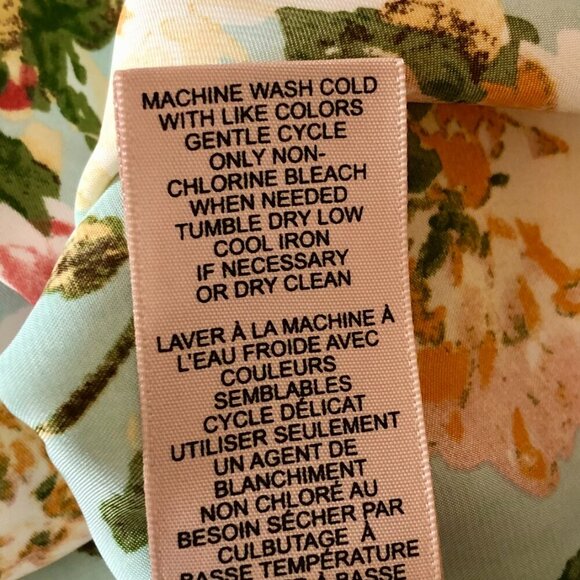 MACHINE WASH COLD
WITH LIKE COLORS
GENTLE CYCLE
ONLY NON-
CHLORINE BLEACH
WHEN NEEDED
TUMBLE DRY LOW
COOL IRON
IF NECESSARY
OR DRY CLEAN
LAVER À LA MACHINE À
L'EAU FROIDE AVEC
COULEURS
SEMBLABLES
CYCLE DÉLICAT
UTILISER SEULEMENT
UN AGENT DE
BLANCHIMENT
NON CHLORÉ AU
BESOIN SÉCHER PAR
CULBUTAGE À
BASSE TEMPÉRATURE
À BASSE